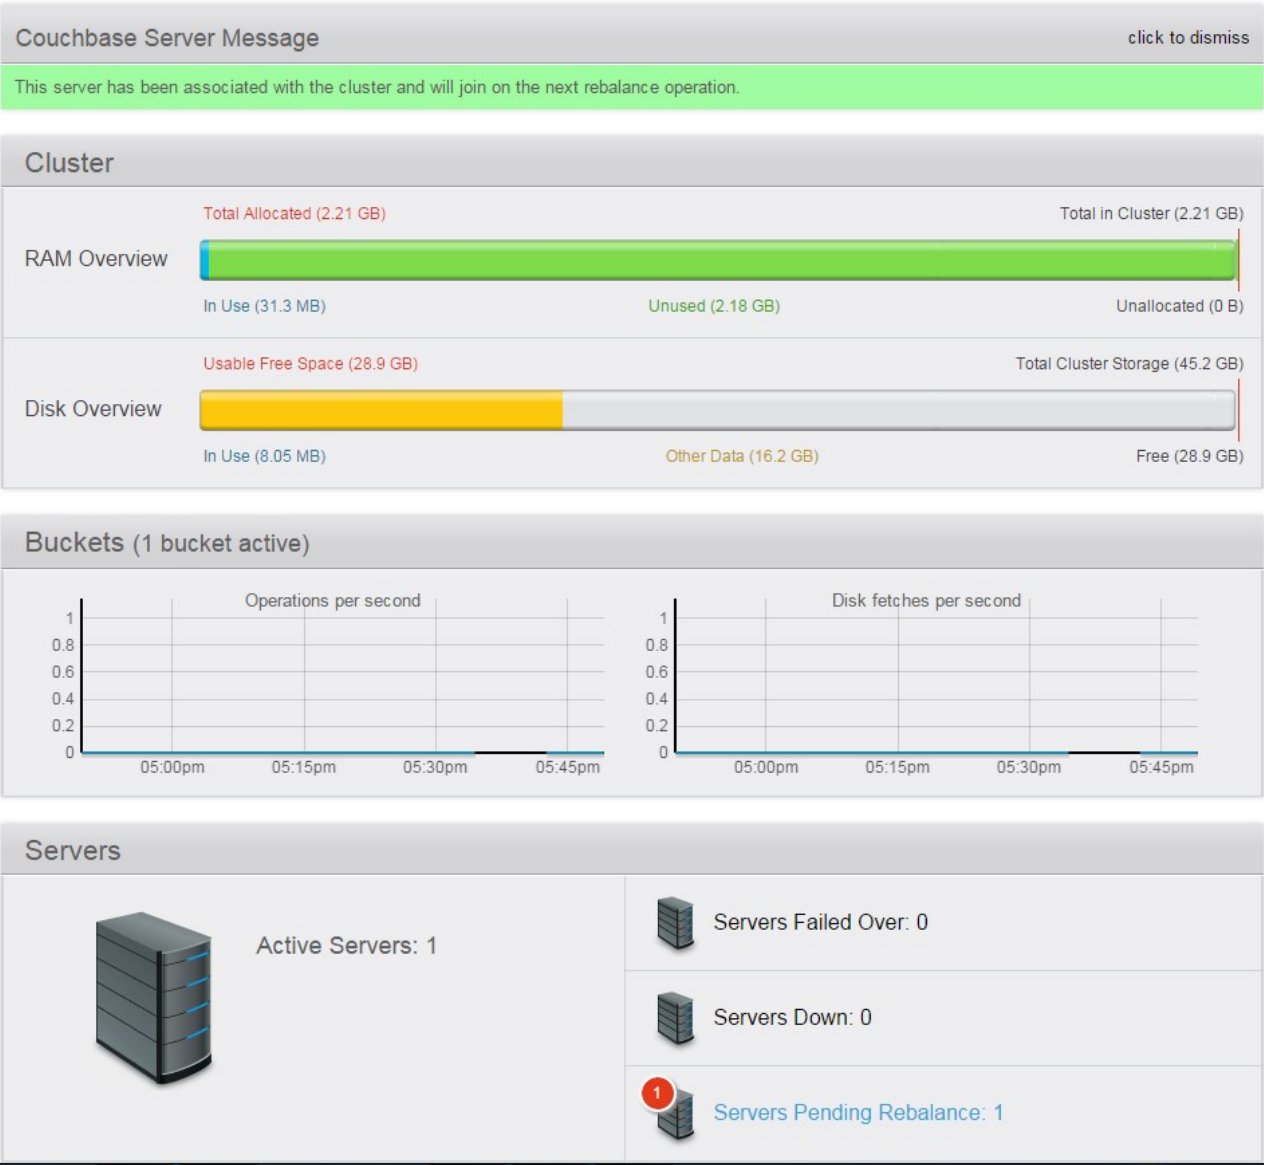 Couchbase Server Message click to dismiss
This server has been associated with the cluster and will join on the next rebalance operation.
Cluster
Total Allocated (2.21 GB) Total in Cluster (2.21 GB)
RAM Overview
In Use (31.3 MB) Unused (2.18 GB) Unallocated (0 B)
Usable Free Space (28.9 GB) Total Cluster Storage (45.2 GB)
Disk Overview
In Use (8.05 MB) Other Data (16.2 GB) Free (28.9 GB)
Buckets (1 bucket active)
Operations per second
1
0.8
0.6
0.4
0.2
0
05:00pm 05:15pm 05:30pm 05:45pm
Disk fetches per second
1
0.8
0.6
0.4
0.2
0
05:00pm 05:15pm 05:30pm 05:45pm
Servers
Active Servers: 1
Servers Failed Over: 0
Servers Down: 0
1
Servers Pending Rebalance: 1